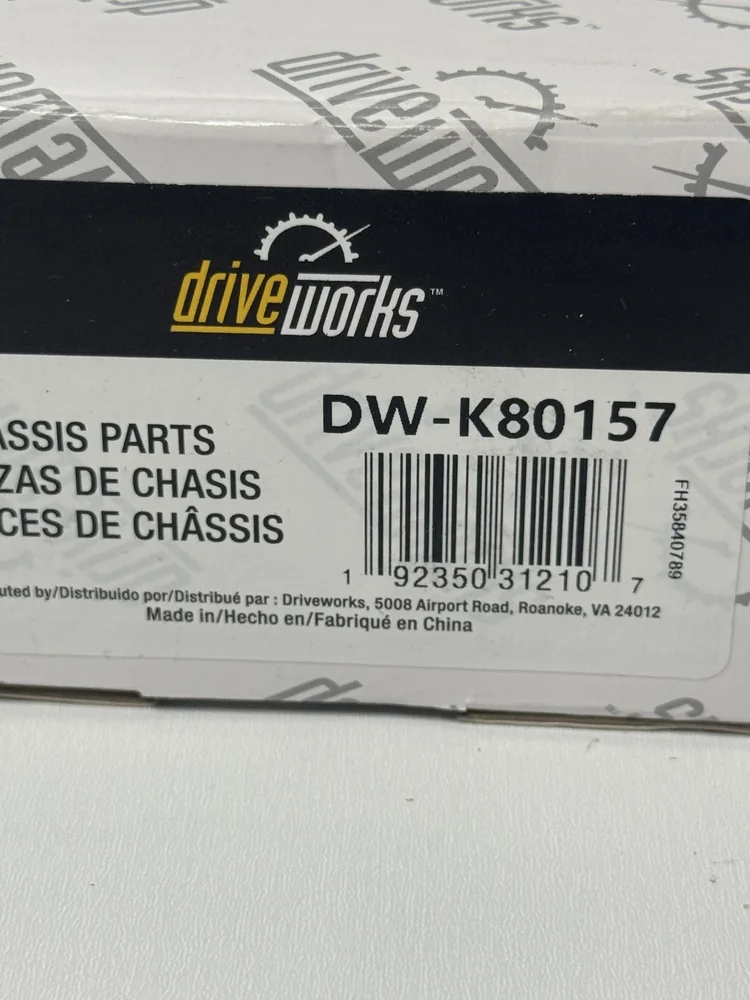 driveworks
driveworks™
DW-K80157
ASSIS PARTS
ZAS DE CHASIS
CES DE CHÂSSIS
FH35840789
1 92350 31210 7
uted by/Distribuido por/Distribué par : Driveworks, 5008 Airport Road, Roanoke, VA 24012
Made in/Hecho en/Fabriqué en China